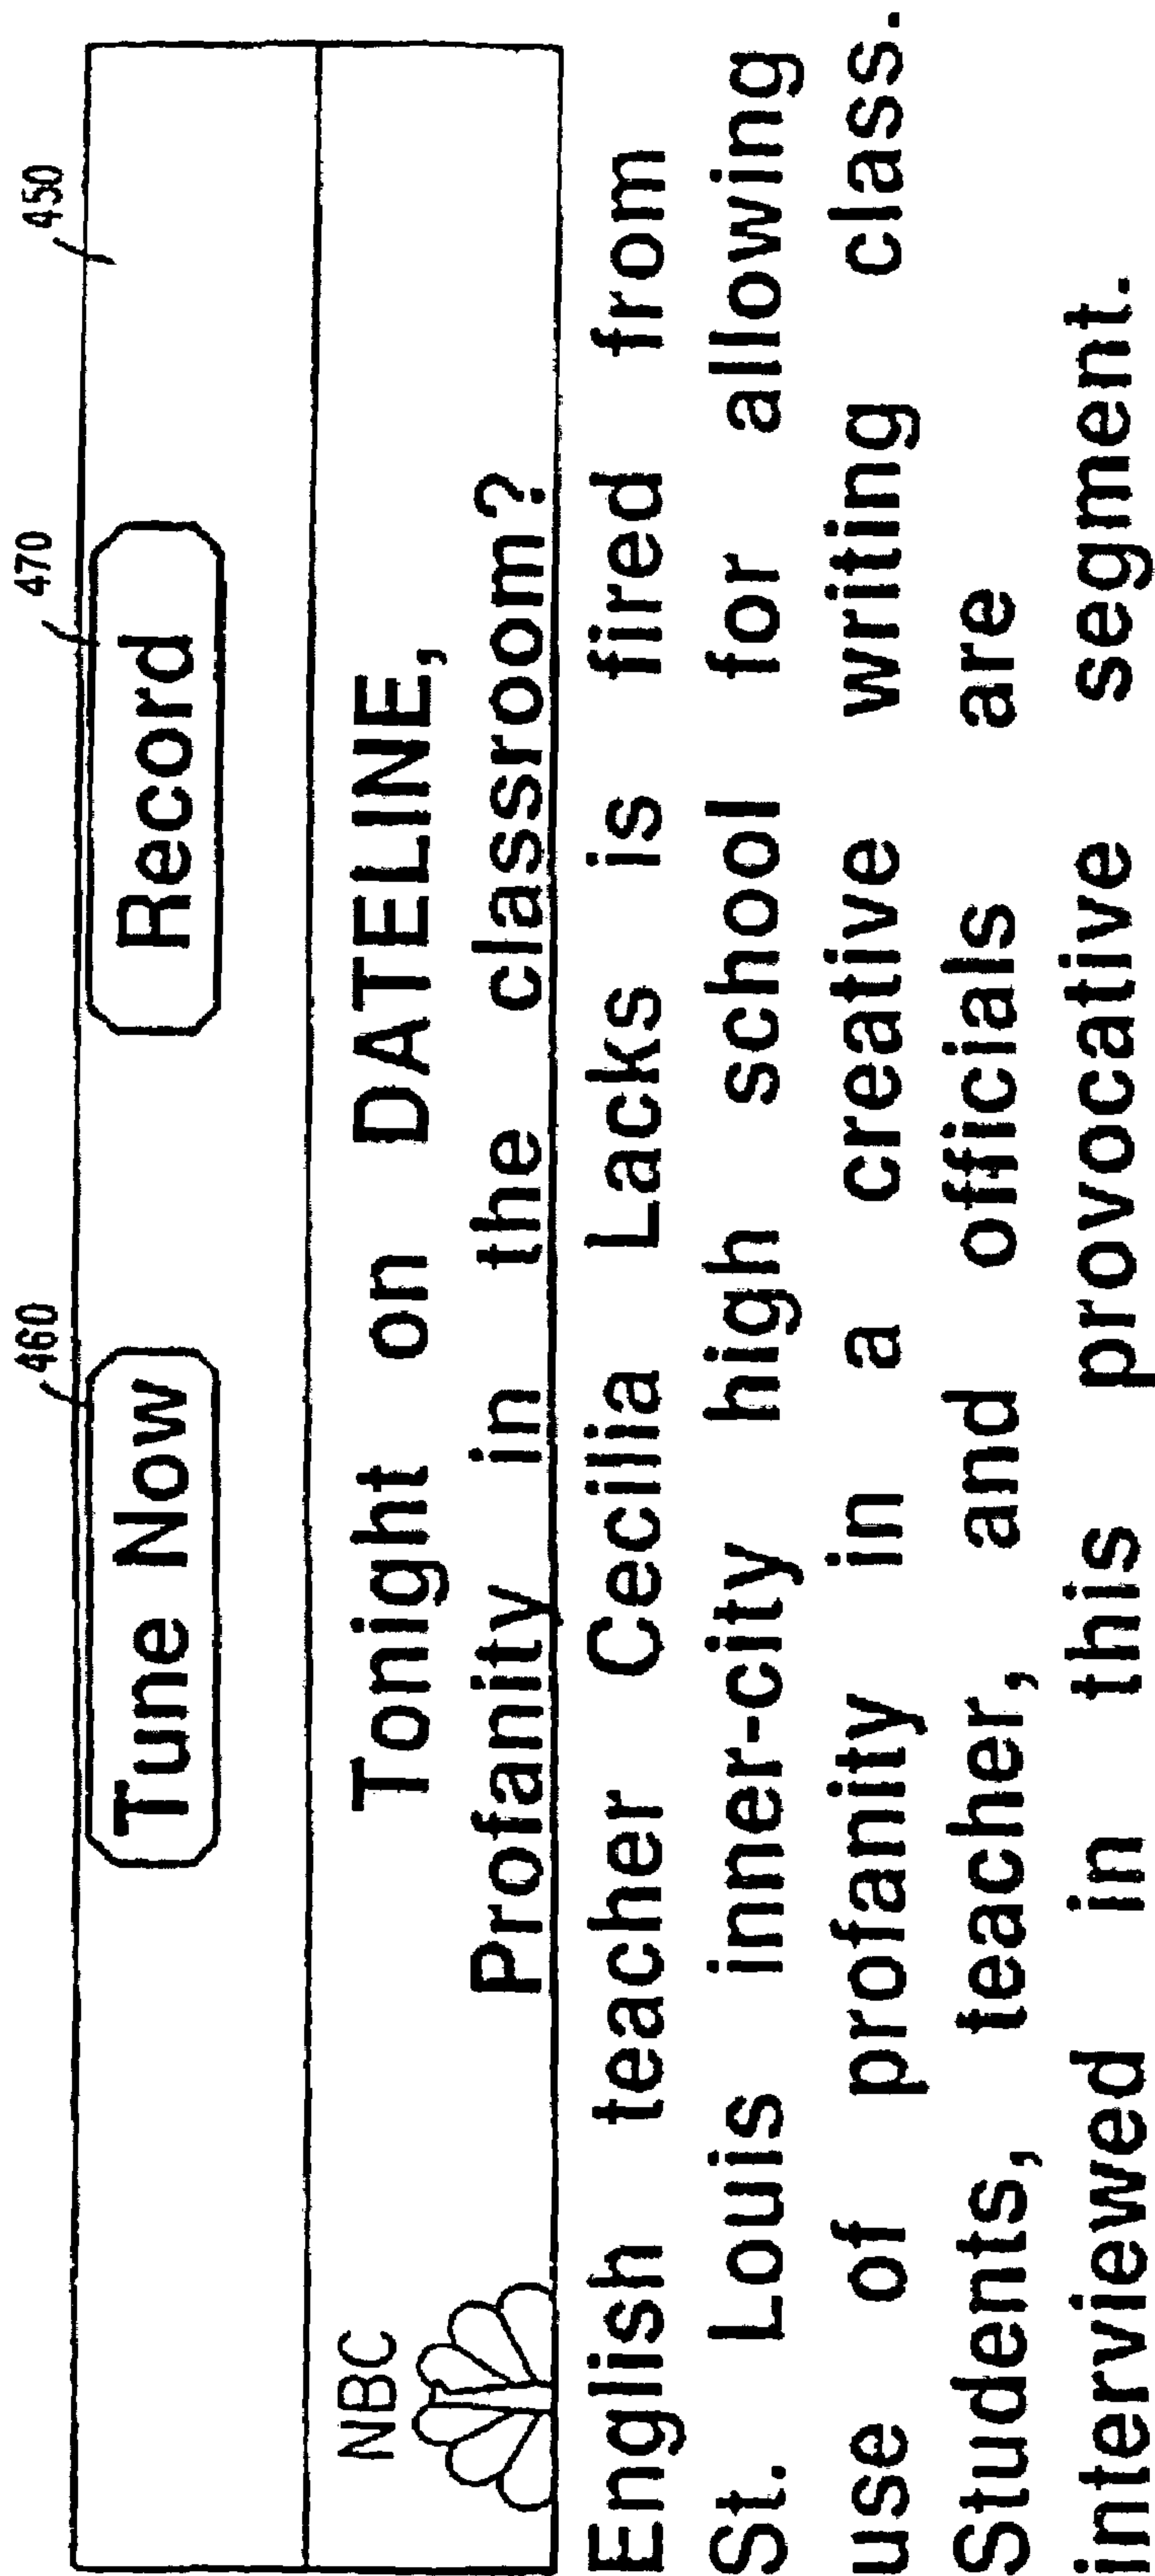 450
460
470
Tune Now Record
NBC
Tonight on DATELINE,
Profanity in the classroom?
English teacher Cecilia Lacks is fired from
St. Louis inner-city high school for allowing
use of profanity in a creative writing class.
Students, teacher, and officials are
interviewed in this provocative segment.